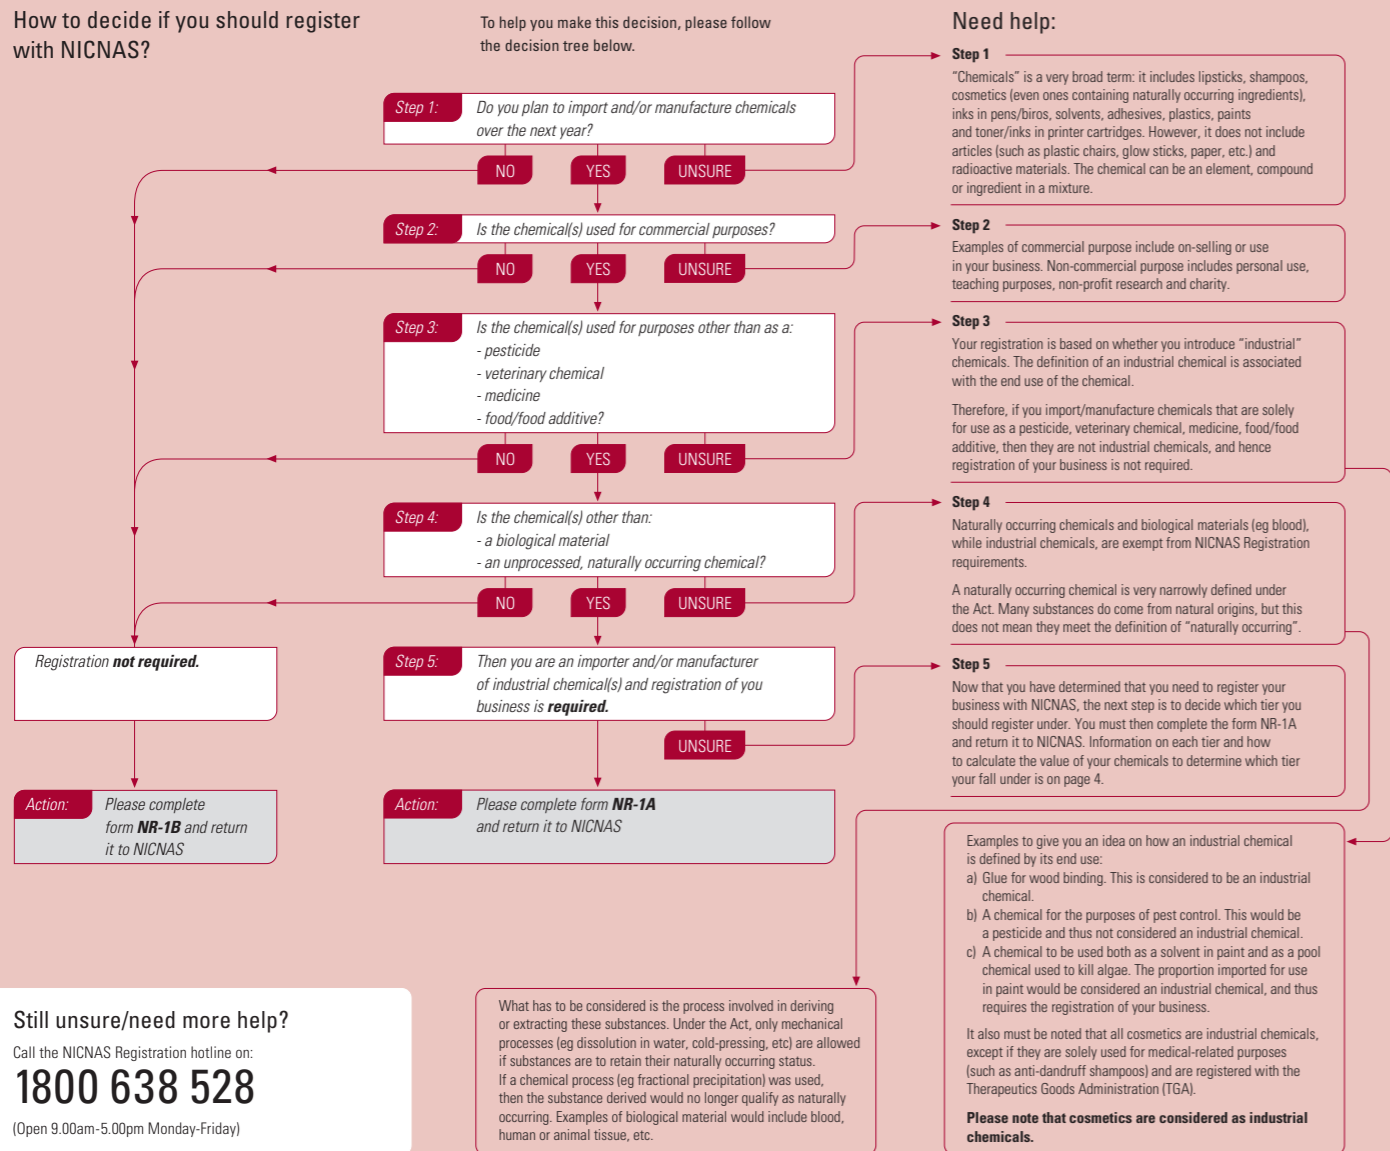 How to decide if you should register
with NICNAS?
To help you make this decision, please follow
the decision tree below.
Step 1:
Do you plan to import and/or manufacture chemicals
over the next year?
NO
YES
UNSURE
Step 2:
Is the chemical(s) used for commercial purposes?
NO
YES
UNSURE
Step 3:
Is the chemical(s) used for purposes other than as a:
- pesticide
- veterinary chemical
- medicine
- food/food additive?
NO
YES
UNSURE
Step 4:
Is the chemical(s) other than:
- a biological material
- an unprocessed, naturally occurring chemical?
NO
YES
UNSURE
Registration not required.
Step 5:
Then you are an importer and/or manufacturer
of industrial chemical(s) and registration of you
business is required.
UNSURE
Action:
Please complete
form NR-1B and return
it to NICNAS
Action:
Please complete form NR-1A
and return it to NICNAS
Need help:
Step 1
"Chemicals" is a very broad term: it includes lipsticks, shampoos,
cosmetics (even ones containing naturally occurring ingredients),
inks in pens/biros, solvents, adhesives, plastics, paints
and toner/inks in printer cartridges. However, it does not include
articles (such as plastic chairs, glow sticks, paper, etc.) and
radioactive materials. The chemical can be an element, compound
or ingredient in a mixture.
Step 2
Examples of commercial purpose include on-selling or use
in your business. Non-commercial purpose includes personal use,
teaching purposes, non-profit research and charity.
Step 3
Your registration is based on whether you introduce "industrial"
chemicals. The definition of an industrial chemical is associated
with the end use of the chemical.
Therefore, if you import/manufacture chemicals that are solely
for use as a pesticide, veterinary chemical, medicine, food/food
additive, then they are not industrial chemicals, and hence
registration of your business is not required.
Step 4
Naturally occurring chemicals and biological materials (eg blood),
while industrial chemicals, are exempt from NICNAS Registration
requirements.
A naturally occurring chemical is very narrowly defined under
the Act. Many substances do come from natural origins, but this
does not mean they meet the definition of "naturally occurring".
Step 5
Now that you have determined that you need to register your
business with NICNAS, the next step is to decide which tier you
should register under. You must then complete the form NR-1A
and return it to NICNAS. Information on each tier and how
to calculate the value of your chemicals to determine which tier
your fall under is on page 4.
Examples to give you an idea on how an industrial chemical
is defined by its end use:
a) Glue for wood binding. This is considered to be an industrial
chemical.
b) A chemical for the purposes of pest control. This would be
a pesticide and thus not considered an industrial chemical.
c) A chemical to be used both as a solvent in paint and as a pool
chemical used to kill algae. The proportion imported for use
in paint would be considered an industrial chemical, and thus
requires the registration of your business.
It also must be noted that all cosmetics are industrial chemicals,
except if they are solely used for medical-related purposes
(such as anti-dandruff shampoos) and are registered with the
Therapeutics Goods Administration (TGA).
Please note that cosmetics are considered as industrial
chemicals.
What has to be considered is the process involved in deriving
or extracting these substances. Under the Act, only mechanical
processes (eg dissolution in water, cold-pressing, etc) are allowed
if substances are to retain their naturally occurring status.
If a chemical process (eg fractional precipitation) was used,
then the substance derived would no longer qualify as naturally
occurring. Examples of biological material would include blood,
human or animal tissue, etc.
Still unsure/need more help?
Call the NICNAS Registration hotline on:
1800 638 528
(Open 9.00am-5.00pm Monday-Friday)